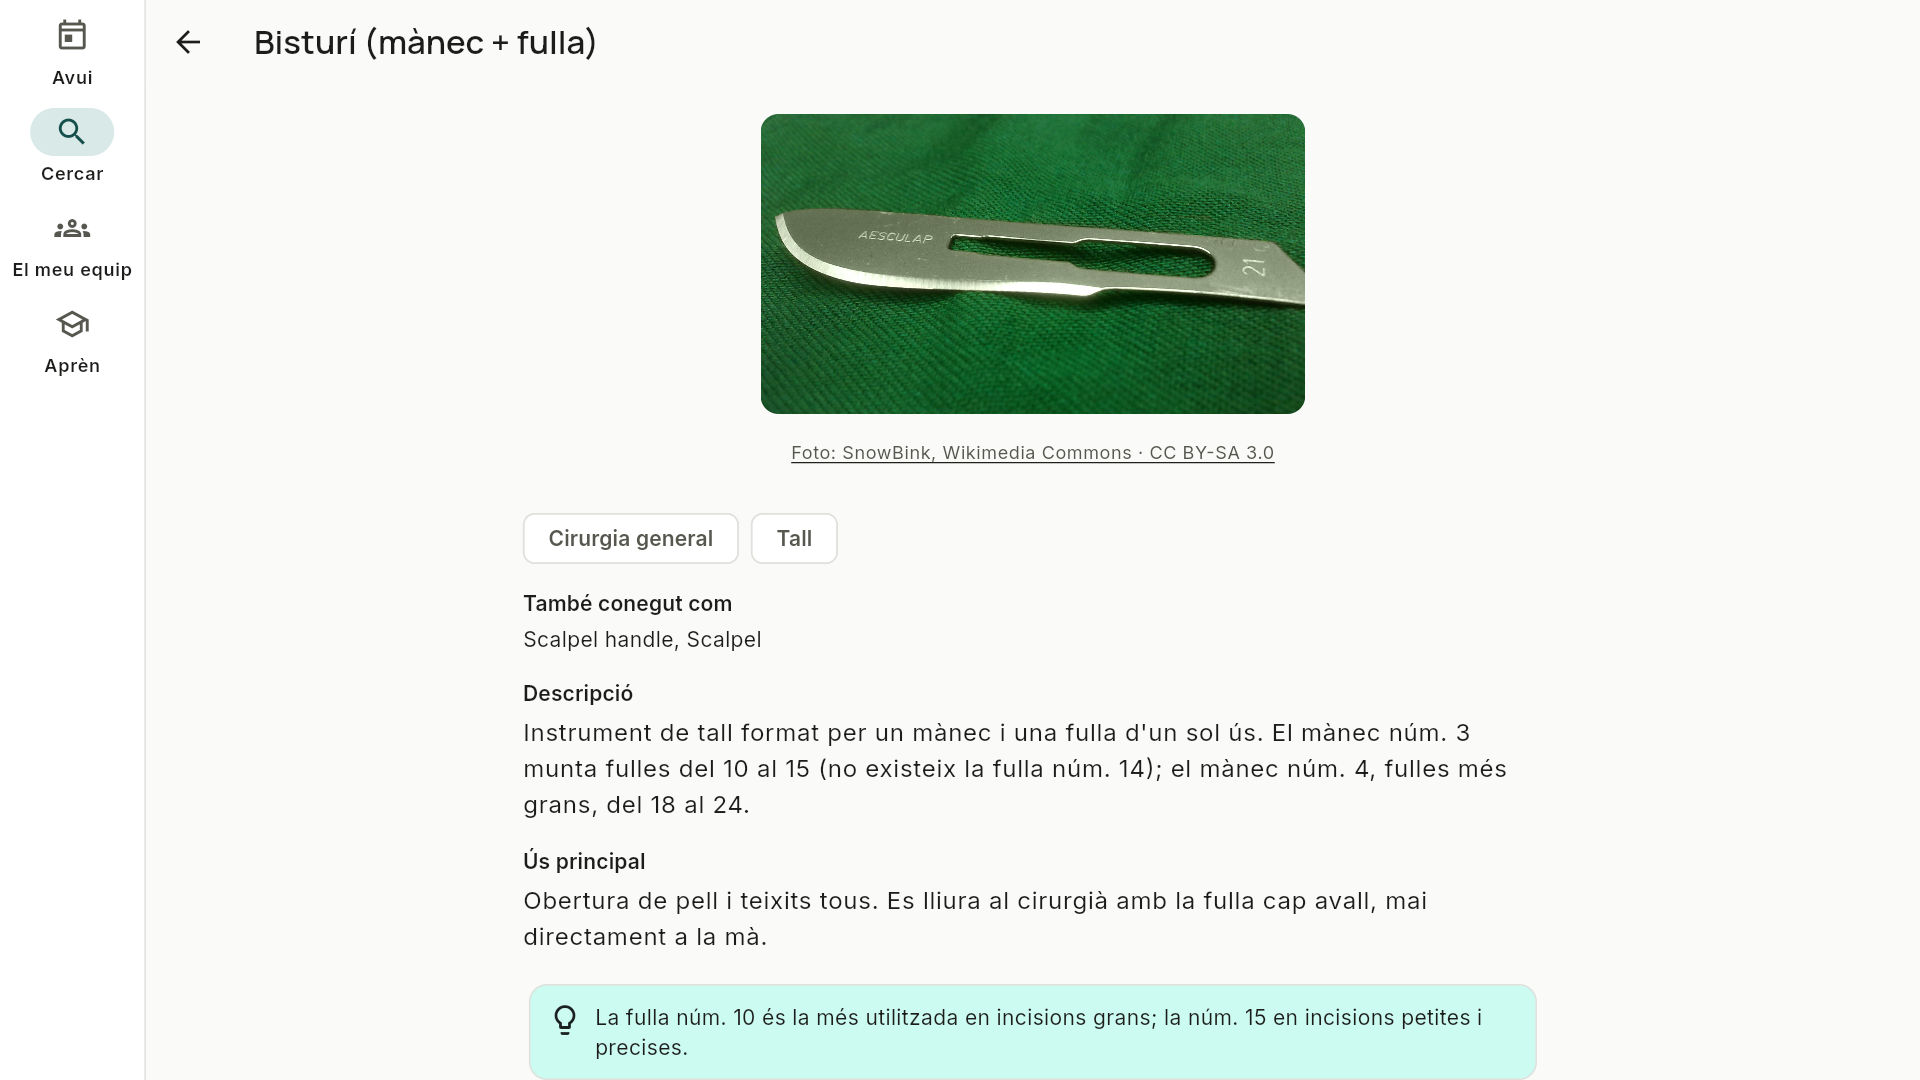 Avui
Cercar
El meu equip
Aprèn
Bisturí (mànec + fulla)
AESCULAP
21
Foto: SnowBink, Wikimedia Commons · CC BY-SA 3.0
Cirurgia general
Tall
També conegut com
Scalpel handle, Scalpel
Descripció
Instrument de tall format per un mànec i una fulla d'un sol ús. El mànec núm. 3
munta fulles del 10 al 15 (no existeix la fulla núm. 14); el mànec núm. 4, fulles més
grans, del 18 al 24.
Ús principal
Obertura de pell i teixits tous. Es lliura al cirurgià amb la fulla cap avall, mai
directament a la mà.
La fulla núm. 10 és la més utilitzada en incisions grans; la núm. 15 en incisions petites i
precises.